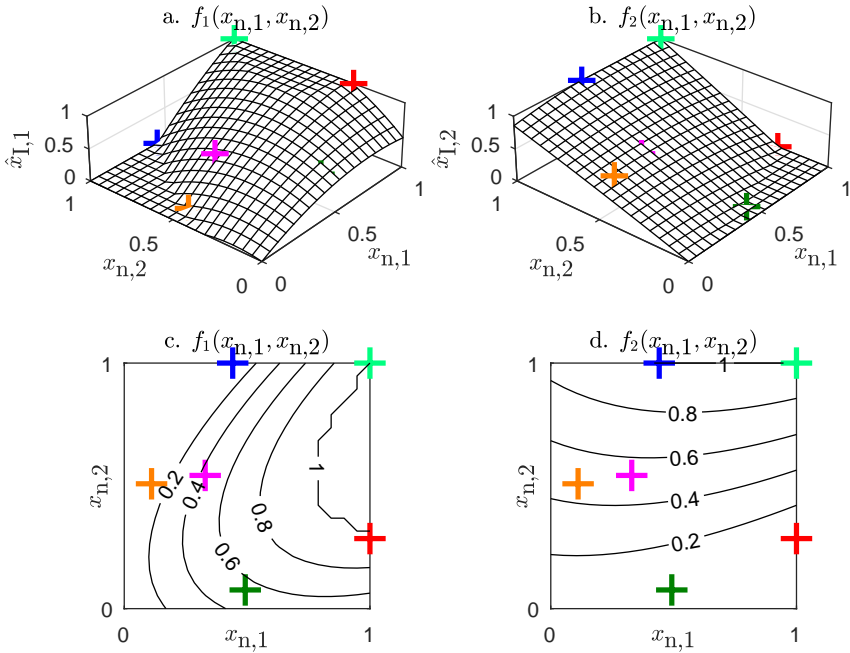 a. f₁(xₙ,₁, xₙ,₂)
1
0.5
0
x̂I,1
1
0.5
0
xn,2
0
0.5
1
xn,1
b. f₂(xₙ,₁, xₙ,₂)
1
0.5
0
x̂I,2
1
0.5
0
xn,2
0
0.5
1
xn,1
c. f₁(xₙ,₁, xₙ,₂)
1
0
xn,2
0.2
0.4
0.6
0.8
1
0
1
xn,1
d. f₂(xₙ,₁, xₙ,₂)
1
0
xn,2
1
0.8
0.6
0.4
0.2
0
1
xn,1